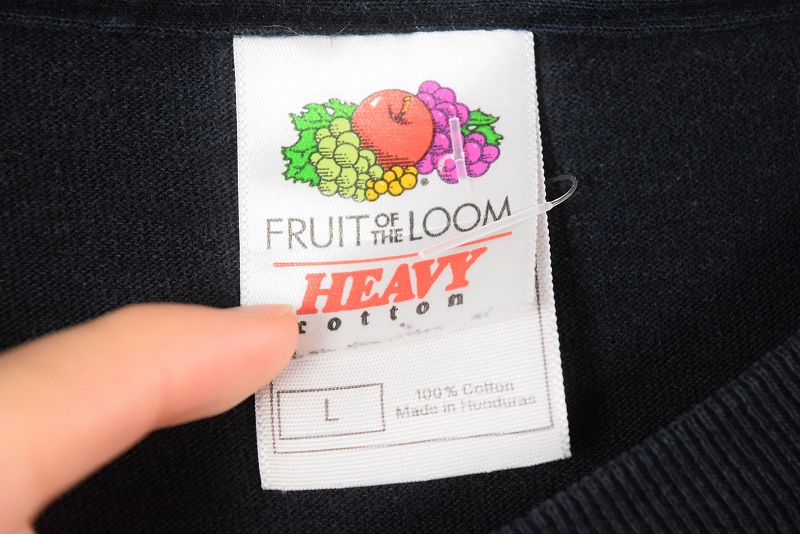 ®
FRUIT OF THE LOOM
HEAVY
cotton
L
100% Cotton
Made in Honduras